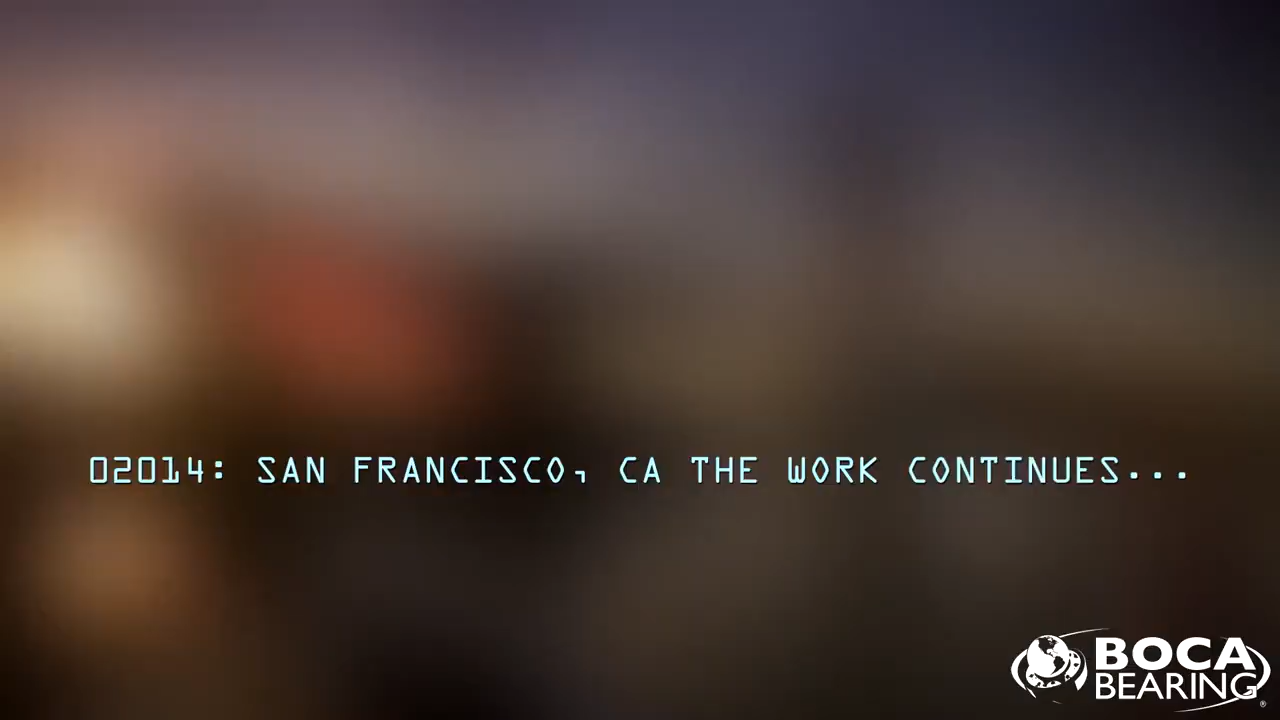 02014: SAN FRANCISCO, CA THE WORK CONTINUES...
BOCA
BEARING®